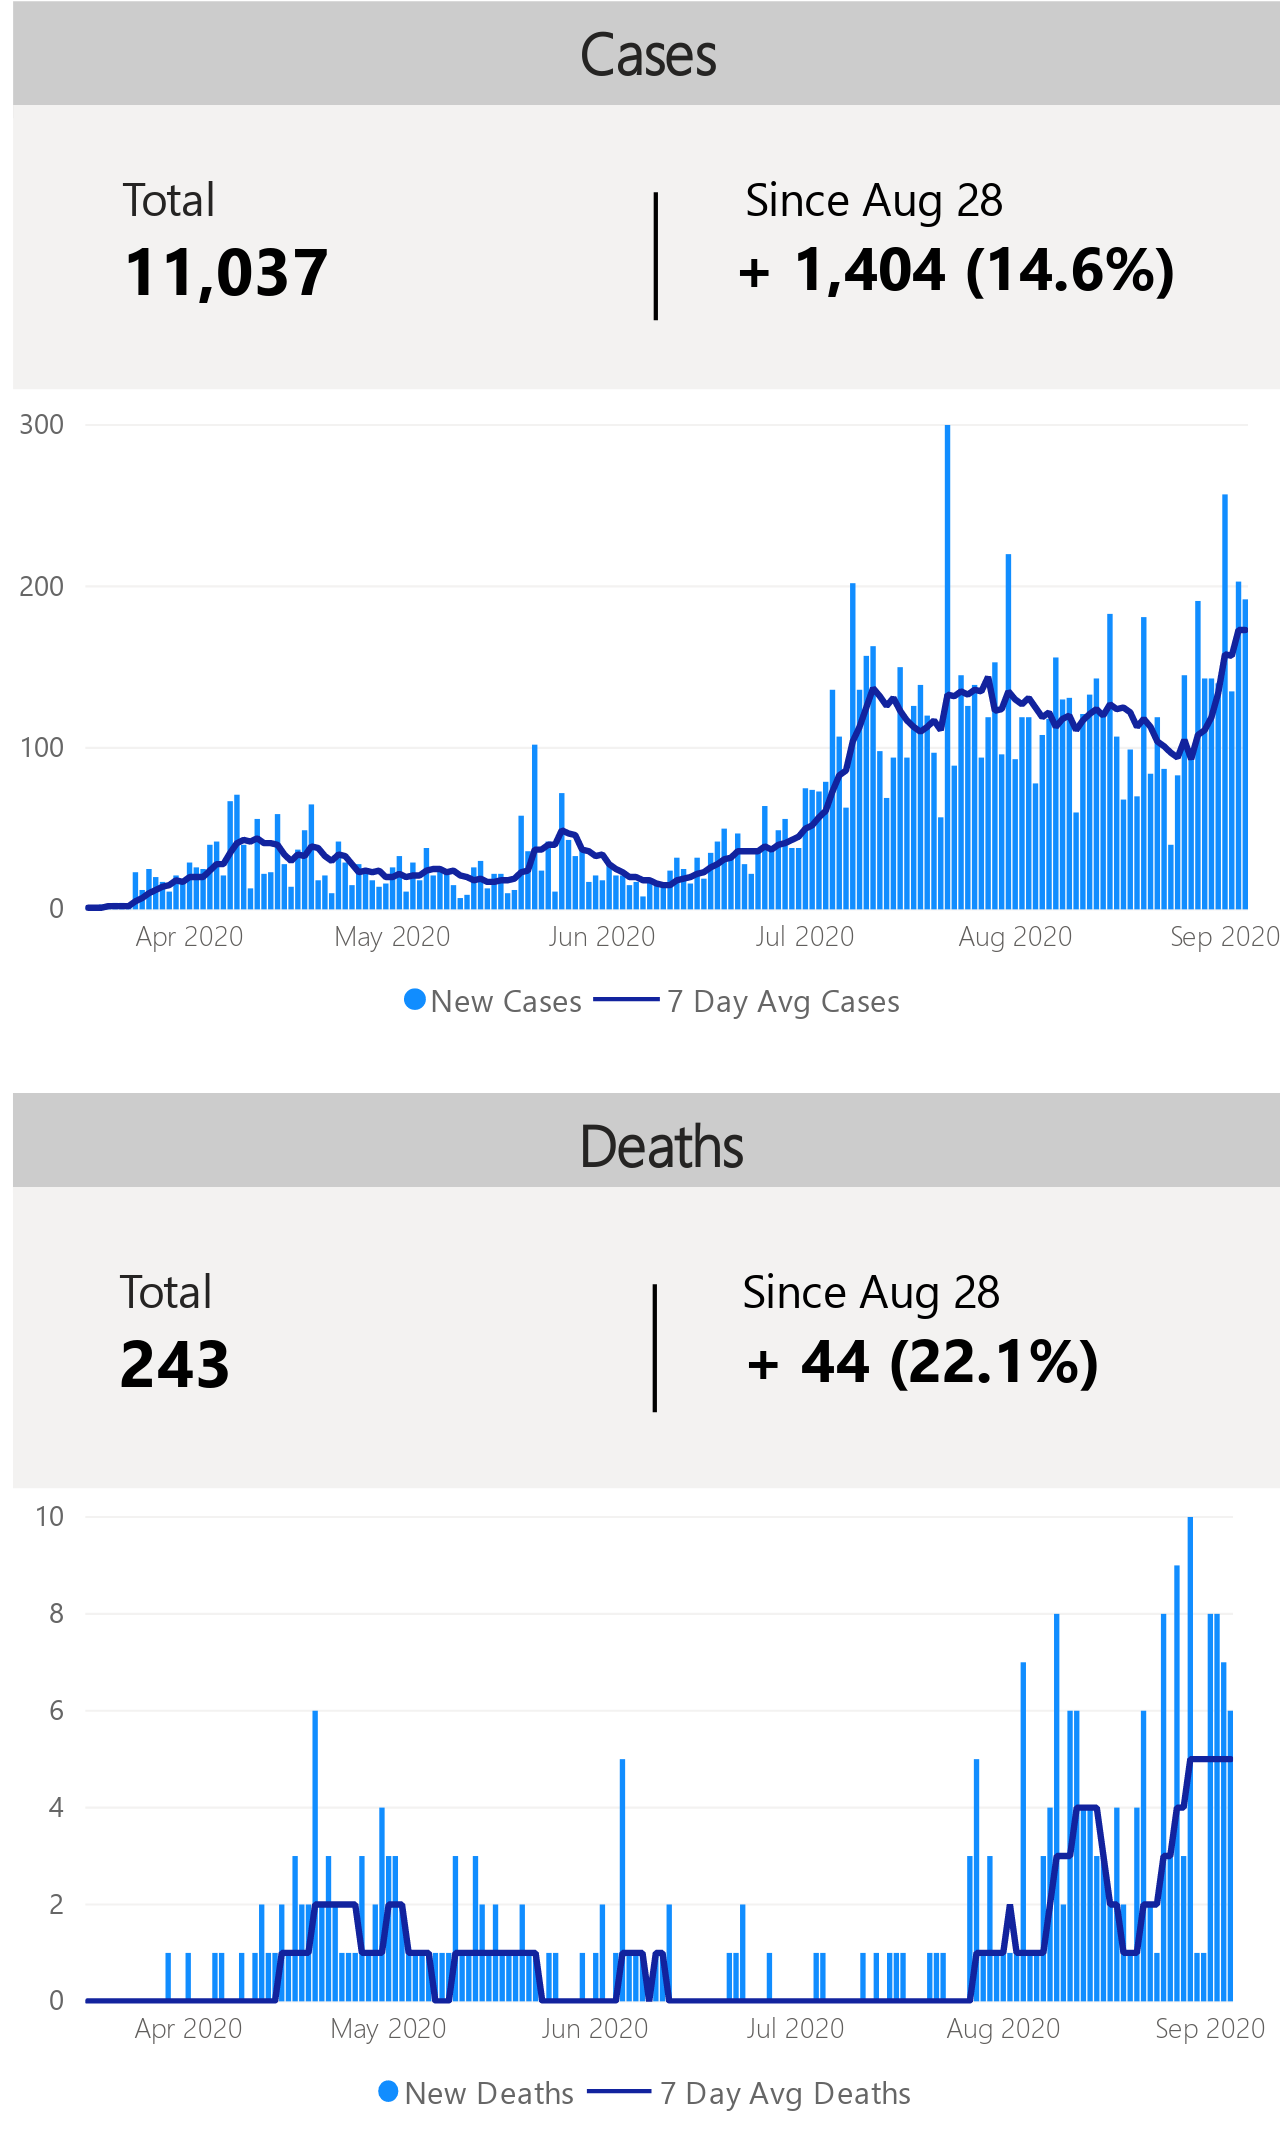 Cases
Total
Since Aug 28
11,037
+ 1,404 (14.6%)
300
200
100
0
Apr 2020
May 2020
Jun 2020
Jul 2020
Aug 2020
Sep 2020
New Cases
7 Day Avg Cases
Deaths
Total
Since Aug 28
243
+ 44 (22.1%)
10
8
6
4
2
0
Apr 2020
May 2020
Jun 2020
Jul 2020
Aug 2020
Sep 2020
New Deaths
7 Day Avg Deaths